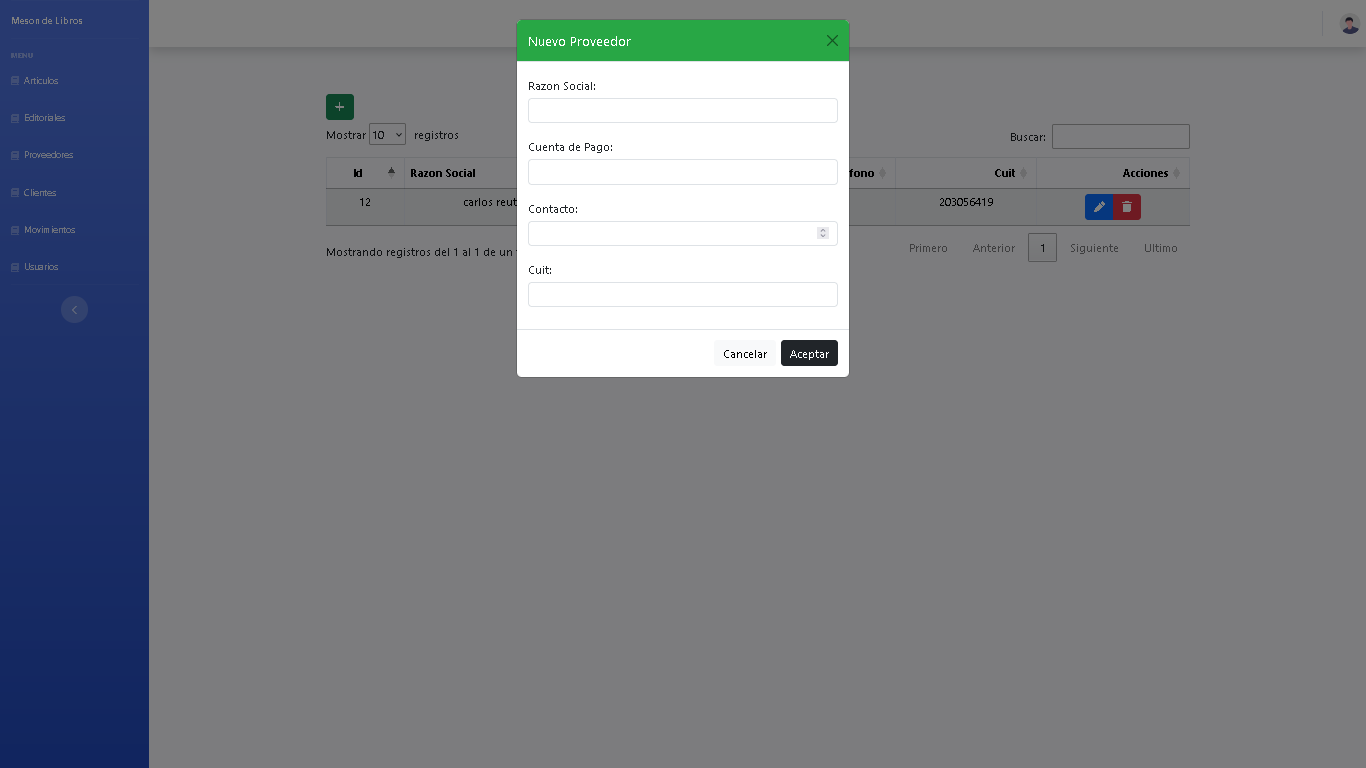 Meson de Libros
MENU
Articulos
Editoriales
Proveedores
Clientes
Movimientos
Usuarios
Nuevo Proveedor
Razon Social:
Cuenta de Pago:
Contacto:
Cuit:
Cancelar Aceptar
Mostrar 10 registros
Buscar:
Id Razon Social fono Cuit Acciones
12 carlos reut 203056419
Mostrando registros del 1 al 1 de un
Primero Anterior 1 Siguiente Ultimo